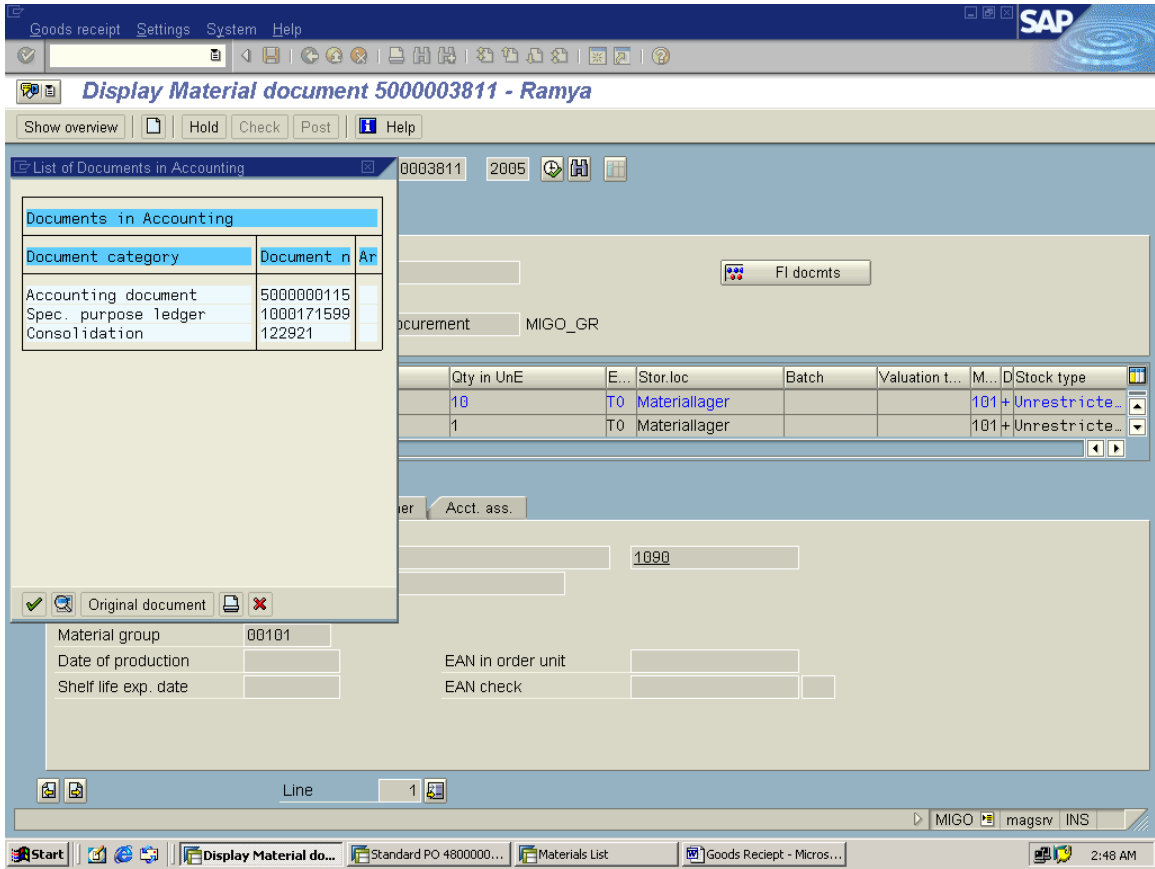 Goods receipt Settings System Help
SAP
Display Material document 5000003811 - Ramya
Show overview Hold Check Post Help
List of Documents in Accounting
0003811 2005
Documents in Accounting
Document category Document n Ar
Accounting document 5000000115
Spec. purpose ledger 1000171599
Consolidation 122921
FI docmts
ocurement MIGO_GR
Qty in UnE E... Stor.loc Batch Valuation t... M... D Stock type
10 TO Materiallager 101 + Unrestricte…
1 TO Materiallager 101 + Unrestricte…
er Acct. ass.
1090
Original document
Material group 00101
Date of production EAN in order unit
Shelf life exp. date EAN check
Line 1
MIGO magsrv INS
Start Display Material do... Standard PO 4800000... Materials List Goods Reciept - Micros... 2:48 AM